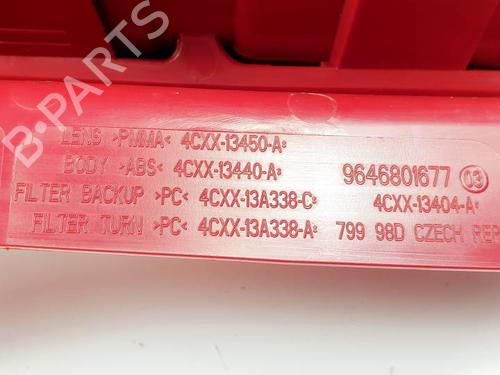 B-Parts
LENS >PMMA< 4CXX-13450-A
BODY >ABS< 4CXX-13440-A
FILTER BACKUP >PC< 4CXX-13A338-C
FILTER TURN >PC< 4CXX-13A338-A
9646801677 03
4CXX-13404-A
799 98D CZECH REP